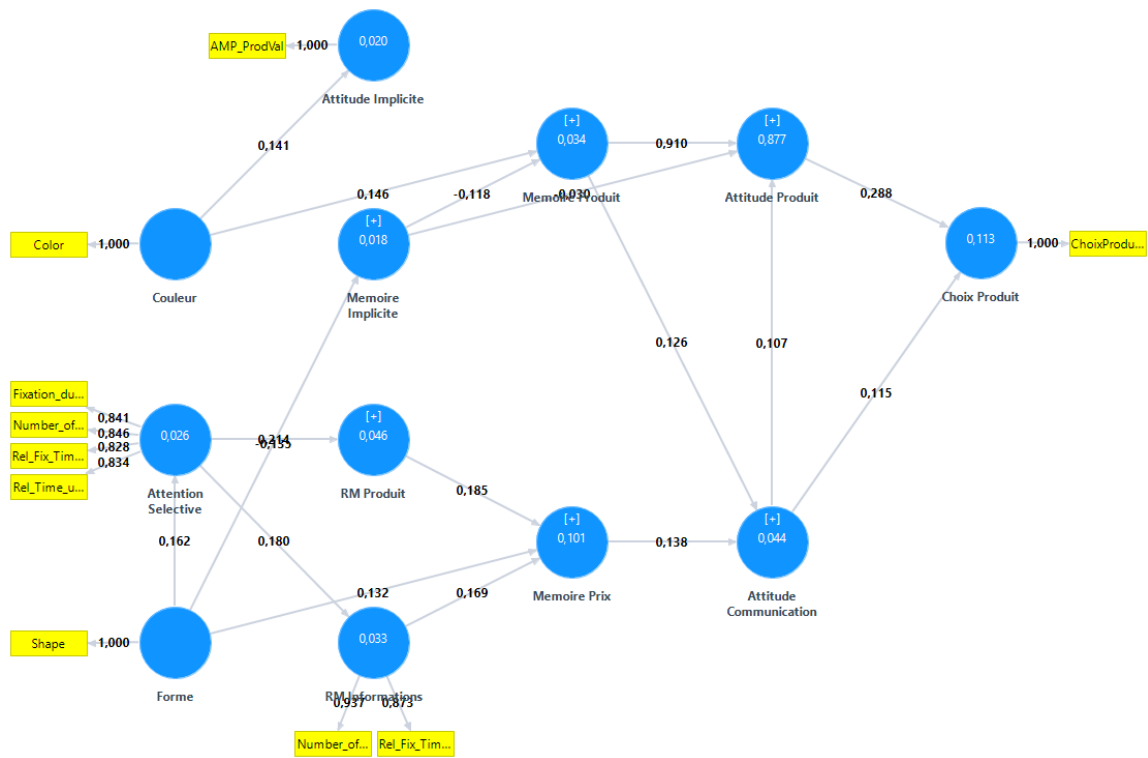 AMP_ProdVal
1,000
0,020
Attitude Implicite
0,141
[+]
0,034
Memoire Produit
0,910
[+]
0,877
Attitude Produit
0,146
-0,118
-0,030
0,288
Color
1,000
Couleur
[+]
0,018
Memoire
Implicite
0,113
Choix Produit
1,000
ChoixProdu...
0,126
0,107
0,115
Fixation_du...
Number_of...
Rel_Fix_Tim...
Rel_Time_u...
0,841
0,846
0,828
0,834
0,026
Attention
Selective
0,214
-0,135
[+]
0,046
RM Produit
0,185
0,162
0,180
[+]
0,101
Memoire Prix
0,138
[+]
0,044
Attitude
Communication
0,132
0,169
Shape
1,000
Forme
0,033
RM Informations
0,937
0,873
Number_of...
Rel_Fix_Tim...